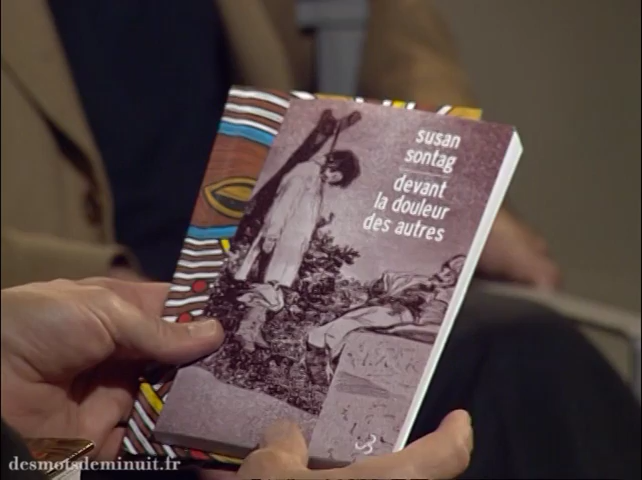 susan
sontag
devant
la douleur
des autres
desmotsdeminuit.fr